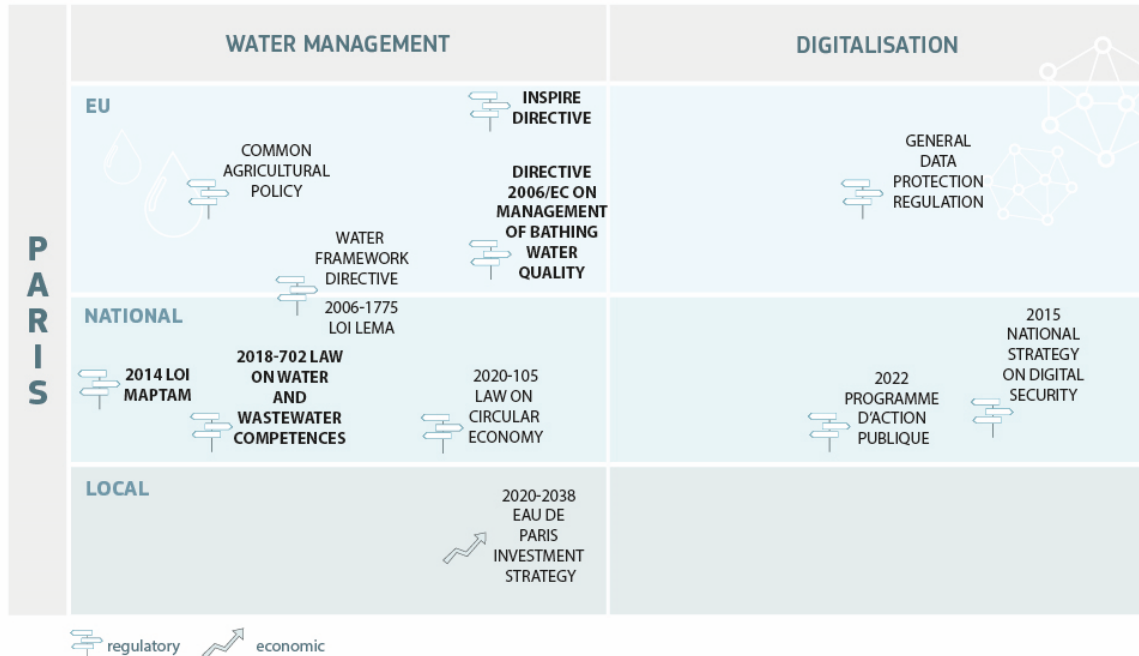 PARIS
WATER MANAGEMENT
DIGITALISATION
EU
INSPIRE
DIRECTIVE
COMMON
AGRICULTURAL
POLICY
DIRECTIVE
2006/EC ON
MANAGEMENT
OF BATHING
WATER
QUALITY
WATER
FRAMEWORK
DIRECTIVE
GENERAL
DATA
PROTECTION
REGULATION
NATIONAL
2006-1775
LOI LEMA
2014 LOI
MAPTAM
2018-702 LAW
ON WATER
AND
WASTEWATER
COMPETENCES
2020-105
LAW ON
CIRCULAR
ECONOMY
2022
PROGRAMME
D'ACTION
PUBLIQUE
2015
NATIONAL
STRATEGY
ON DIGITAL
SECURITY
LOCAL
2020-2038
EAU DE
PARIS
INVESTMENT
STRATEGY
regulatory
economic